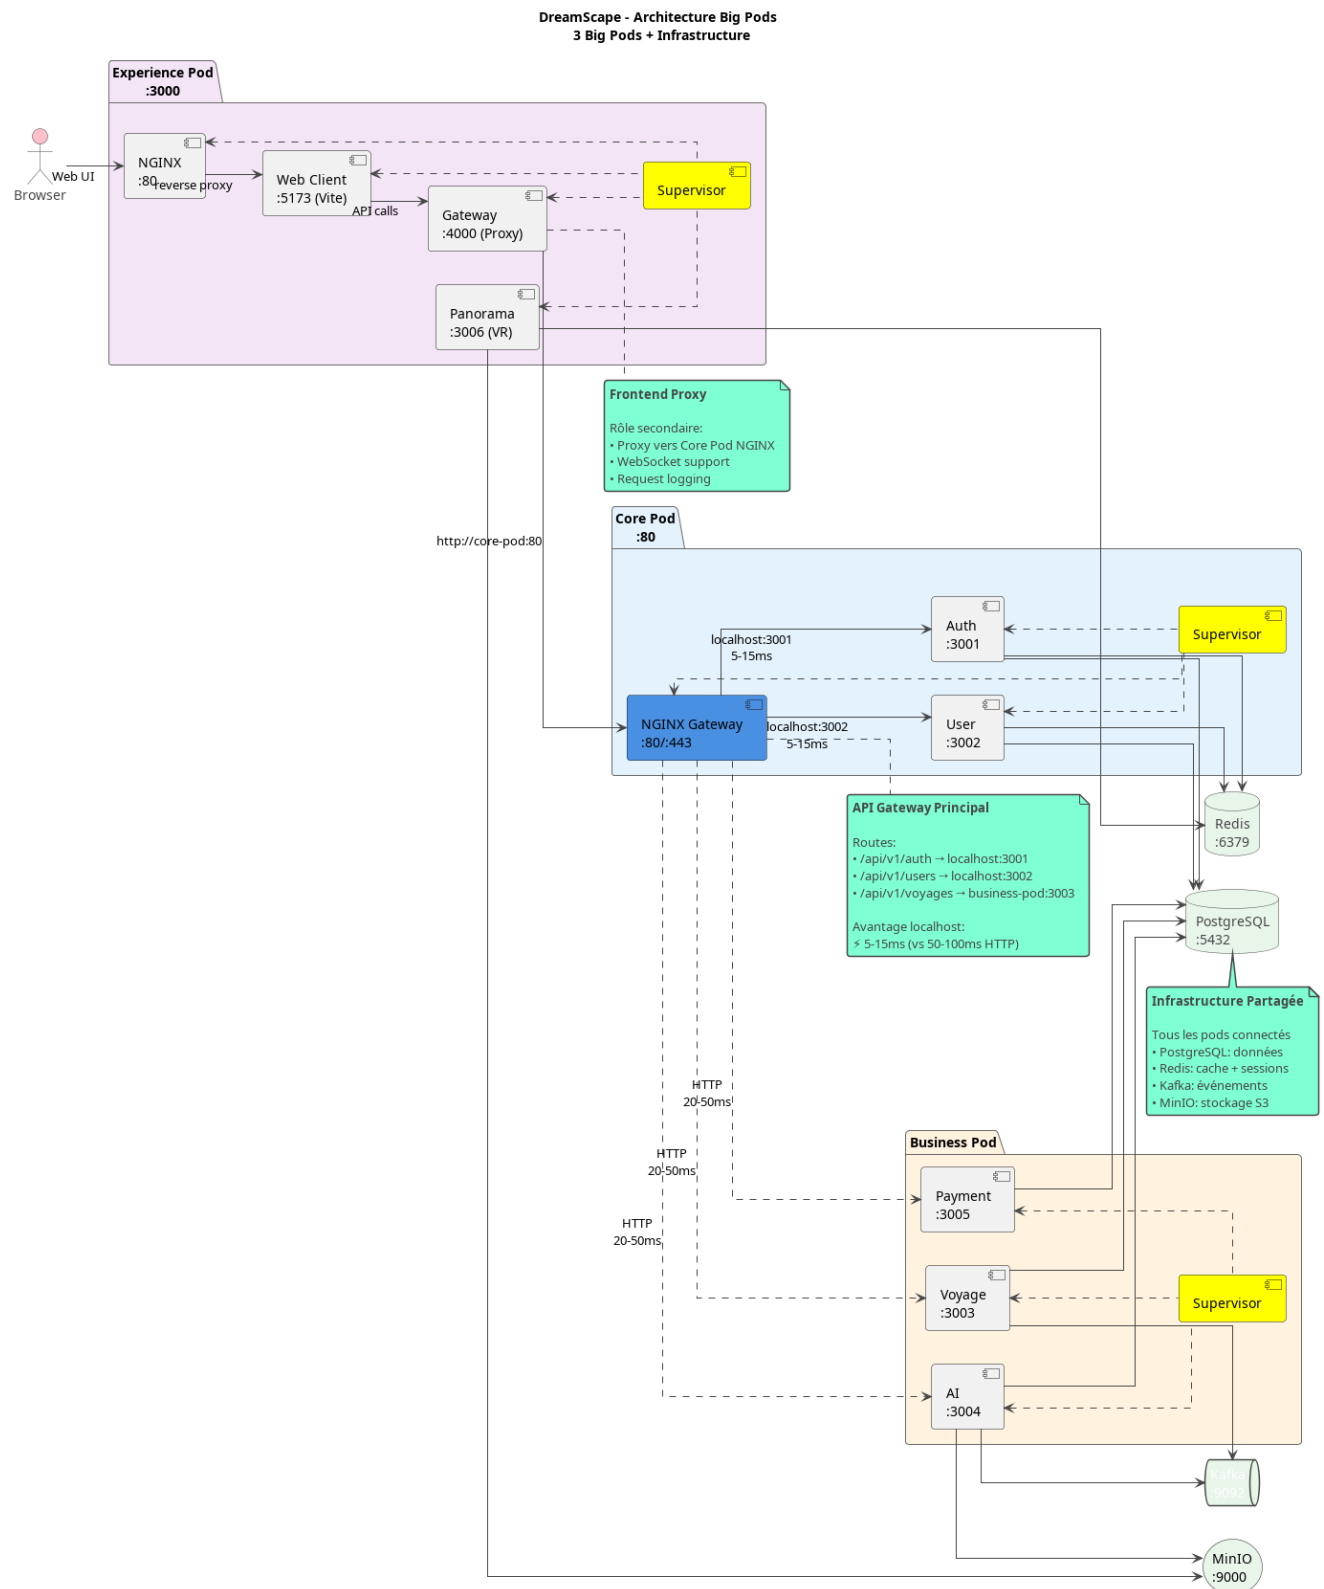 DreamScape - Architecture Big Pods
3 Big Pods + Infrastructure
Experience Pod
:3000
Browser
Web UI
NGINX
:80
reverse proxy
Web Client
:5173 (Vite)
API calls
Gateway
:4000 (Proxy)
Supervisor
Panorama
:3006 (VR)
Frontend Proxy
Rôle secondaire:
• Proxy vers Core Pod NGINX
• WebSocket support
• Request logging
http://core-pod:80
Core Pod
:80
Auth
:3001
Supervisor
localhost:3001
5-15ms
NGINX Gateway
:80/:443
localhost:3002
5-15ms
User
:3002
Redis
:6379
API Gateway Principal
Routes:
• /api/v1/auth → localhost:3001
• /api/v1/users → localhost:3002
• /api/v1/voyages → business-pod:3003
Avantage localhost:
⚡ 5-15ms (vs 50-100ms HTTP)
PostgreSQL
:5432
Infrastructure Partagée
Tous les pods connectés
• PostgreSQL: données
• Redis: cache + sessions
• Kafka: événements
• MinIO: stockage S3
HTTP
20-50ms
HTTP
20-50ms
HTTP
20-50ms
Business Pod
Payment
:3005
Voyage
:3003
Supervisor
AI
:3004
Kafka
:9092
MinIO
:9000